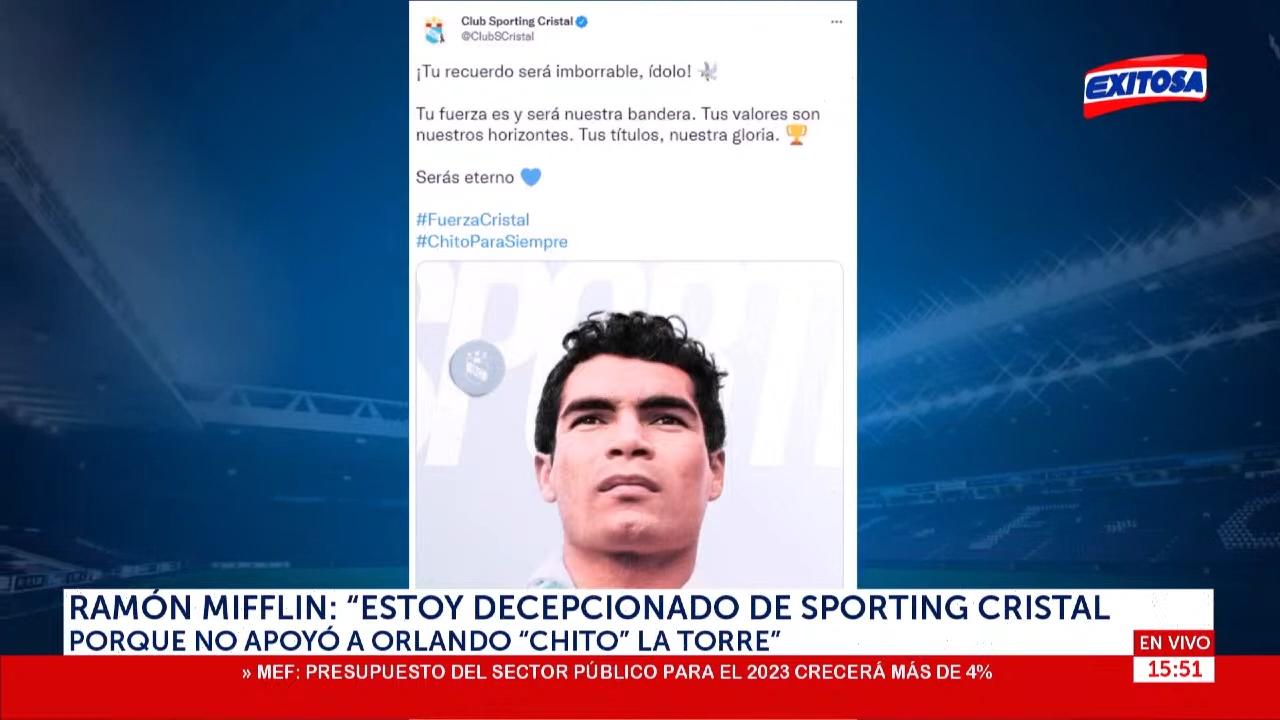 Club Sporting Cristal
@ClubSCristal
¡Tu recuerdo será imborrable, ídolo!
Tu fuerza es y será nuestra bandera. Tus valores son
nuestros horizontes. Tus títulos, nuestra gloria.
Serás eterno
#FuerzaCristal
#ChitoParaSiempre
EXITOSA
RAMÓN MIFFLIN: “ESTOY DECEPCIONADO DE SPORTING CRISTAL
PORQUE NO APOYÓ A ORLANDO “CHITO” LA TORRE”
EN VIVO
15:51
» MEF: PRESUPUESTO DEL SECTOR PÚBLICO PARA EL 2023 CRECERÁ MÁS DE 4%